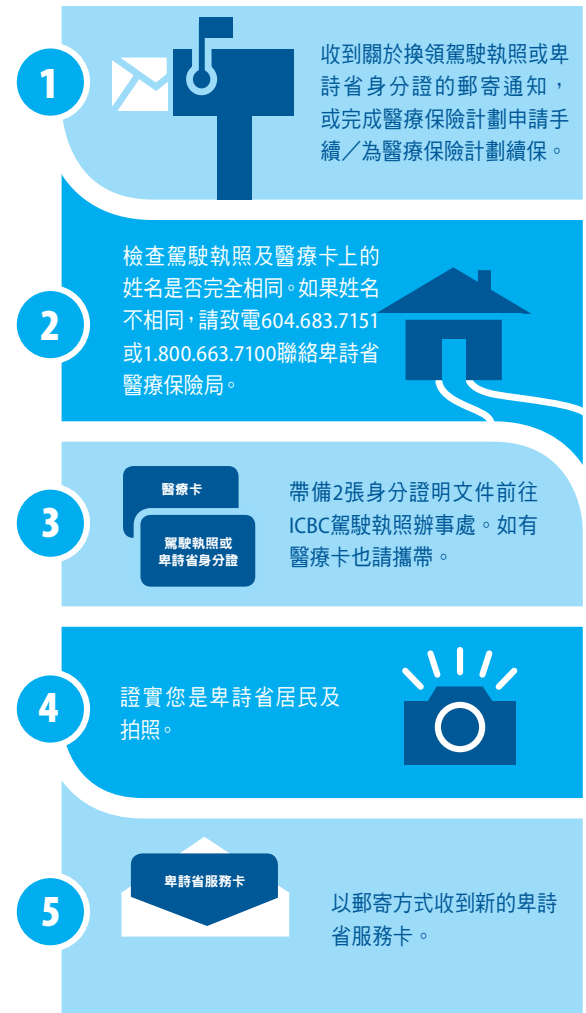 1
收到關於換領駕駛執照或卑
詩省身分證的郵寄通知，
或完成醫療保險計劃申請手
續／為醫療保險計劃續保。
2
檢查駕駛執照及醫療卡上的
姓名是否完全相同。如果姓名
不相同，請致電604.683.7151
或1.800.663.7100聯絡卑詩省
醫療保險局。
3
醫療卡
駕駛執照或
卑詩省身分證
帶備2張身分證明文件前往
ICBC駕駛執照辦事處。如有
醫療卡也請攜帶。
4
證實您是卑詩省居民及
拍照。
5
卑詩省服務卡
以郵寄方式收到新的卑詩
省服務卡。